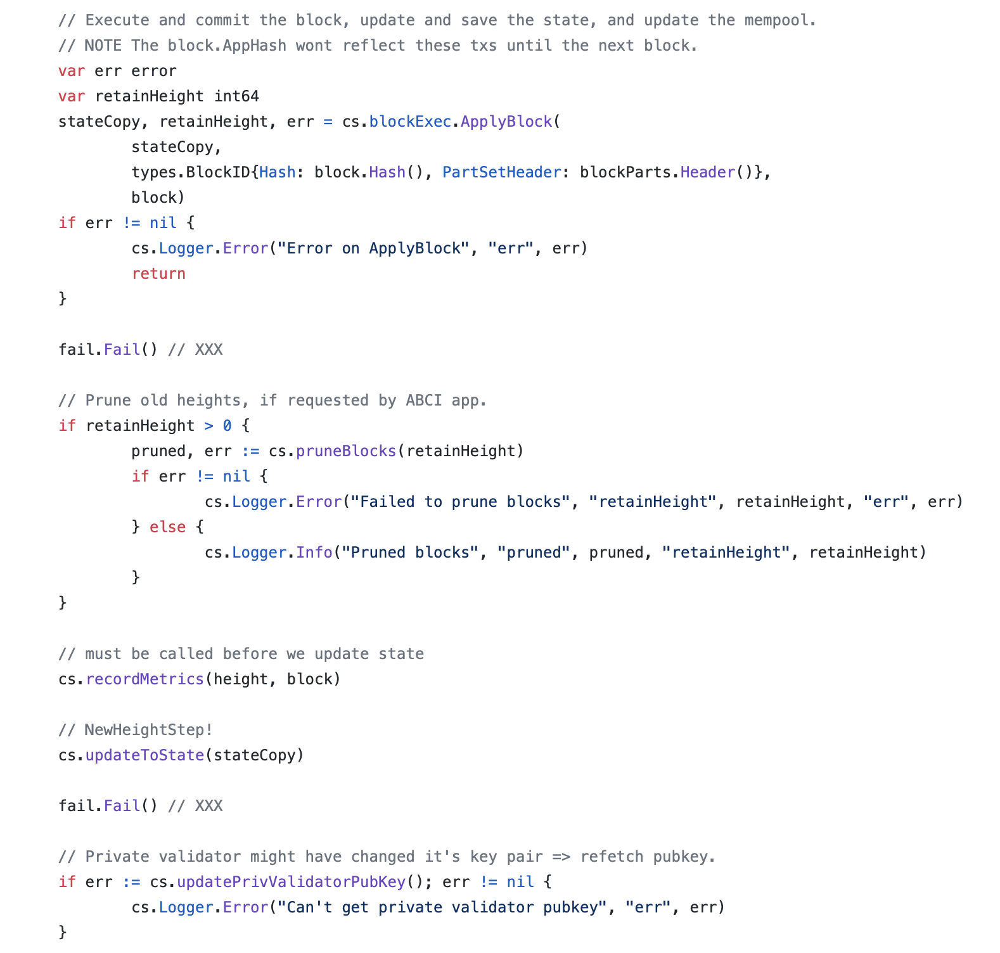 // Execute and commit the block, update and save the state, and update the mempool.
// NOTE The block.AppHash wont reflect these txs until the next block.
var err error
var retainHeight int64
stateCopy, retainHeight, err = cs.blockExec.ApplyBlock(
        stateCopy,
        types.BlockID{Hash: block.Hash(), PartSetHeader: blockParts.Header()},
        block)
if err != nil {
        cs.Logger.Error("Error on ApplyBlock", "err", err)
        return
}

fail.Fail() // XXX

// Prune old heights, if requested by ABCI app.
if retainHeight > 0 {
        pruned, err := cs.pruneBlocks(retainHeight)
        if err != nil {
                cs.Logger.Error("Failed to prune blocks", "retainHeight", retainHeight, "err", err)
        } else {
                cs.Logger.Info("Pruned blocks", "pruned", pruned, "retainHeight", retainHeight)
        }
}

// must be called before we update state
cs.recordMetrics(height, block)

// NewHeightStep!
cs.updateToState(stateCopy)

fail.Fail() // XXX

// Private validator might have changed it's key pair => refetch pubkey.
if err := cs.updatePrivValidatorPubKey(); err != nil {
        cs.Logger.Error("Can't get private validator pubkey", "err", err)
}